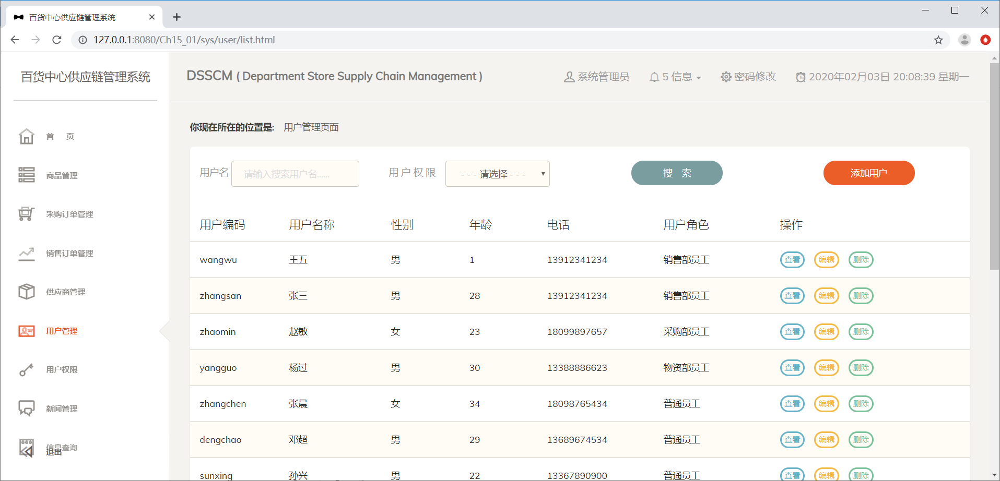 百货中心供应链管理系统
127.0.0.1:8080/Ch15_01/sys/user/list.html
百货中心供应链管理系统
DSSCM ( Department Store Supply Chain Management )
系统管理员
5 信息
密码修改
2020年02月03日 20:08:39 星期一
首 页
商品管理
采购订单管理
销售订单管理
供应商管理
用户管理
用户权限
新闻管理
信息查询
退出
你现在所在的位置是: 用户管理页面
用户名 请输入搜索用户名...... 用户权限 - - - 请选择 - - - 搜 索 添加用户
用户编码 用户名称 性别 年龄 电话 用户角色 操作
wangwu 王五 男 1 13912341234 销售部员工 查看 编辑 删除
zhangsan 张三 男 28 13912341234 销售部员工 查看 编辑 删除
zhaomin 赵敏 女 23 18099897657 采购部员工 查看 编辑 删除
yangguo 杨过 男 30 13388886623 物资部员工 查看 编辑 删除
zhangchen 张晨 女 34 18098765434 普通员工 查看 编辑 删除
dengchao 邓超 男 29 13689674534 普通员工 查看 编辑 删除
sunxing 孙兴 男 22 13367890900 普通员工 查看 编辑 删除